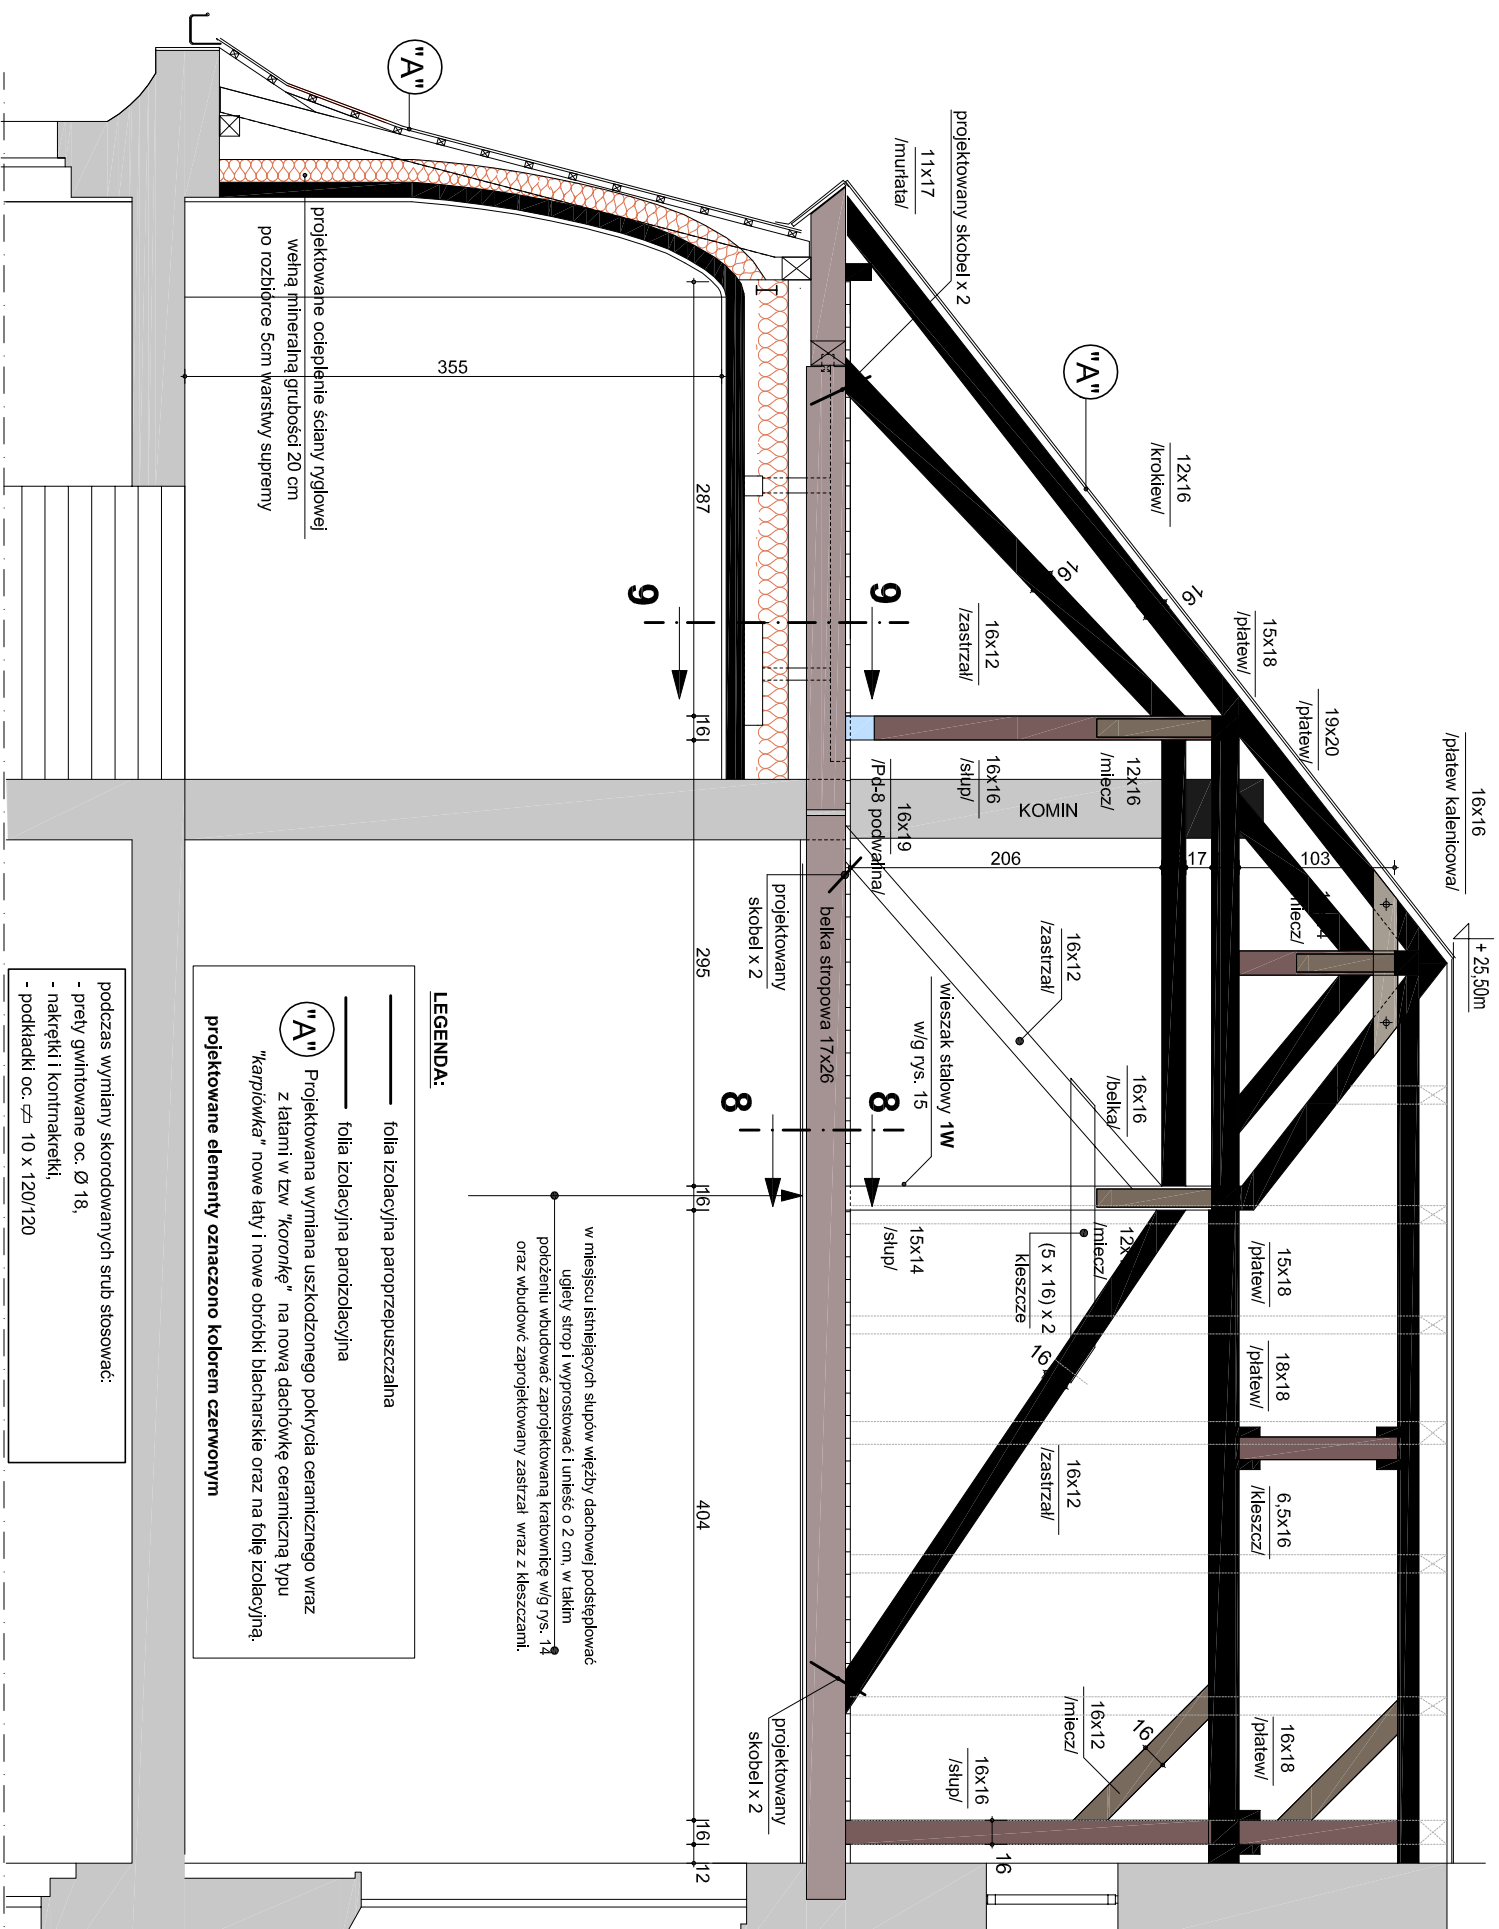 "A"
projektowany skobel x 2
11x17
/murłata/
"A"
12x16
/krokiew/
16
16
15x18
/płatew/
19x20
/płatew/
16x16
/płatew kalenicowa/
+ 25,50m
projektowane ocieplenie ściany ryglowej
wełną mineralną grubości 20 cm
po rozbiórce 5cm warstwy supremy
355
287
16
295
16
404
16
12
9
9
16x12
/zastrzał/
16x16
/słup/
12x16
/miecz/
16x19
/Pd-8 podwalina/
KOMIN
206
17
103
/miecz/
projektowany
skobel x 2
belka stropowa 17x26
16x12
/zastrzał/
wieszak stalowy 1W
w/g rys. 15
16x16
/belka/
8
8
15x14
/słup/
/miecz/
(5 x 16) x 2
kleszcze
16
15x18
/płatew/
18x18
/płatew/
16x12
/zastrzał/
6,5x16
/kleszcz/
16x12
/miecz/
16
16x18
/płatew/
16x16
/słup/
16
projektowany
skobel x 2
w miesjscu istniejących słupów więźby dachowej podstęplować
ugięty strop i wyprostować i unieść o 2 cm, w takim
położeniu wbudować zaprojektowaną kratownicę w/g rys. 14
oraz wbudowć zaprojektowany zastrzał wraz z kleszczami.
LEGENDA:
folia izolacyjna paroprzepuszczalna
folia izolacyjna paroizolacyjna
"A"
Projektowana wymiana uszkodzonego pokrycia ceramicznego wraz
z łatami w tzw "koronkę" na nową dachówkę ceramiczną typu
"karpiówka" nowe łaty i nowe obróbki blacharskie oraz na folię izolacyjną.
projektowane elementy oznaczono kolorem czerwonym
podczas wymiany skorodowanych srub stosować:
- prety gwintowane oc. Ø 18,
- nakrętki i kontrnakretki,
- podkładki oc. 10 x 120/120